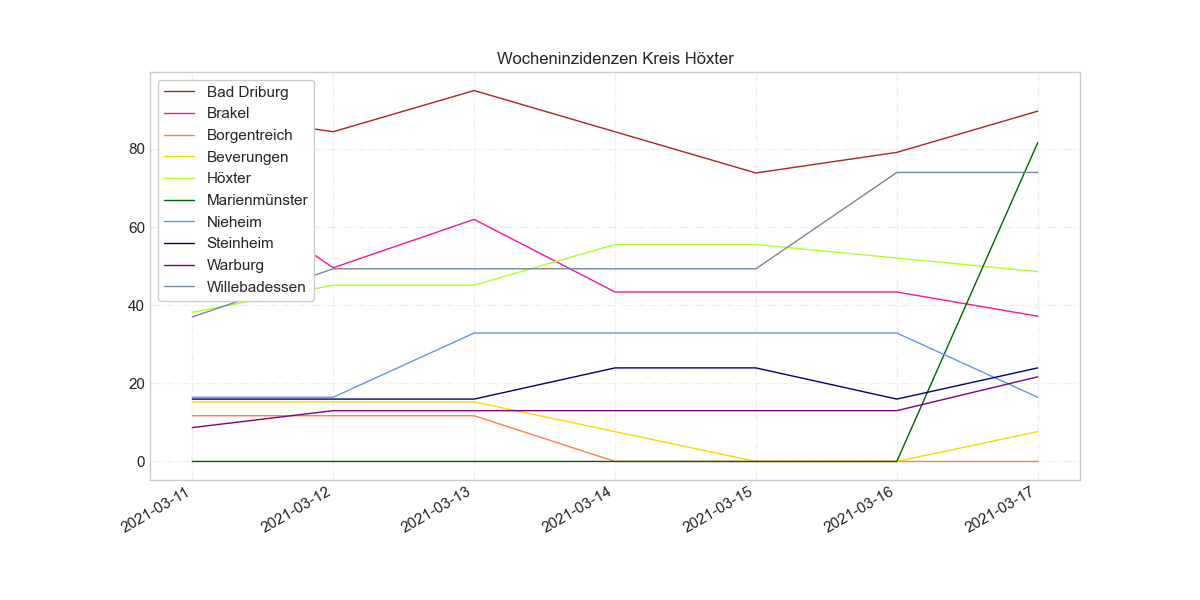 Wocheninzidenzen Kreis Höxter
Bad Driburg
Brakel
Borgentreich
Beverungen
Höxter
Marienmünster
Nieheim
Steinheim
Warburg
Willebadessen
80
60
40
20
0
2021-03-11
2021-03-12
2021-03-13
2021-03-14
2021-03-15
2021-03-16
2021-03-17